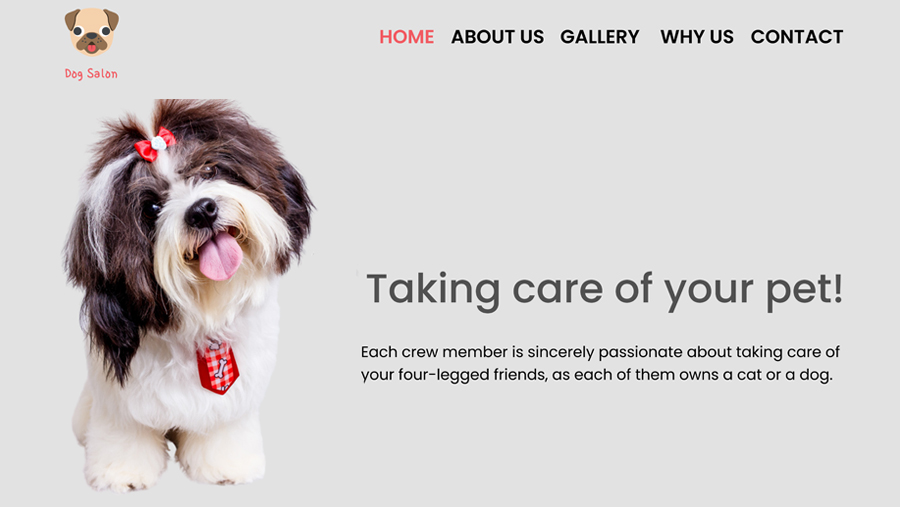 HOME ABOUT US GALLERY WHY US CONTACT
Dog Salon
Taking care of your pet!
Each crew member is sincerely passionate about taking care of
your four-legged friends, as each of them owns a cat or a dog.